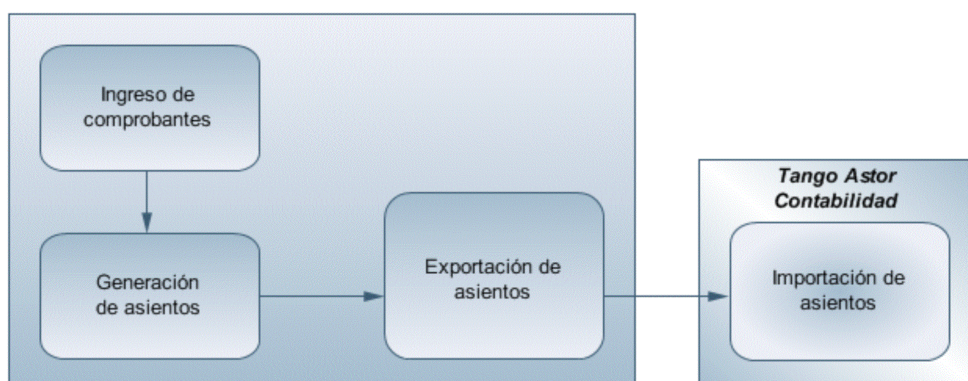 Ingreso de
comprobantes
Generación
de asientos
Exportación de
asientos
Tango Astor
Contabilidad
Importación de
asientos